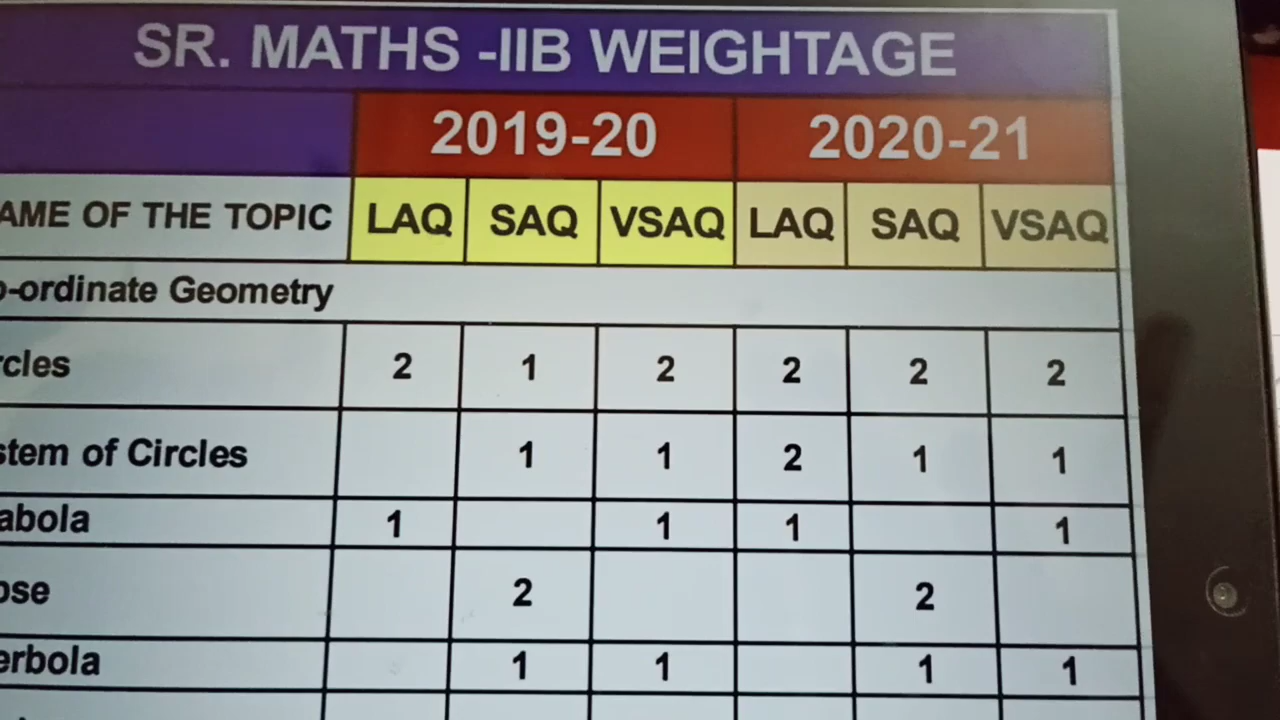 SR. MATHS -IIB WEIGHTAGE
2019-20 2020-21
AME OF THE TOPIC LAQ SAQ VSAQ LAQ SAQ VSAQ
o-ordinate Geometry
rcles 2 1 2 2 2 2
stem of Circles 1 1 2 1 1
abola 1 1 1 1
ose 2 2
erbola 1 1 1 1